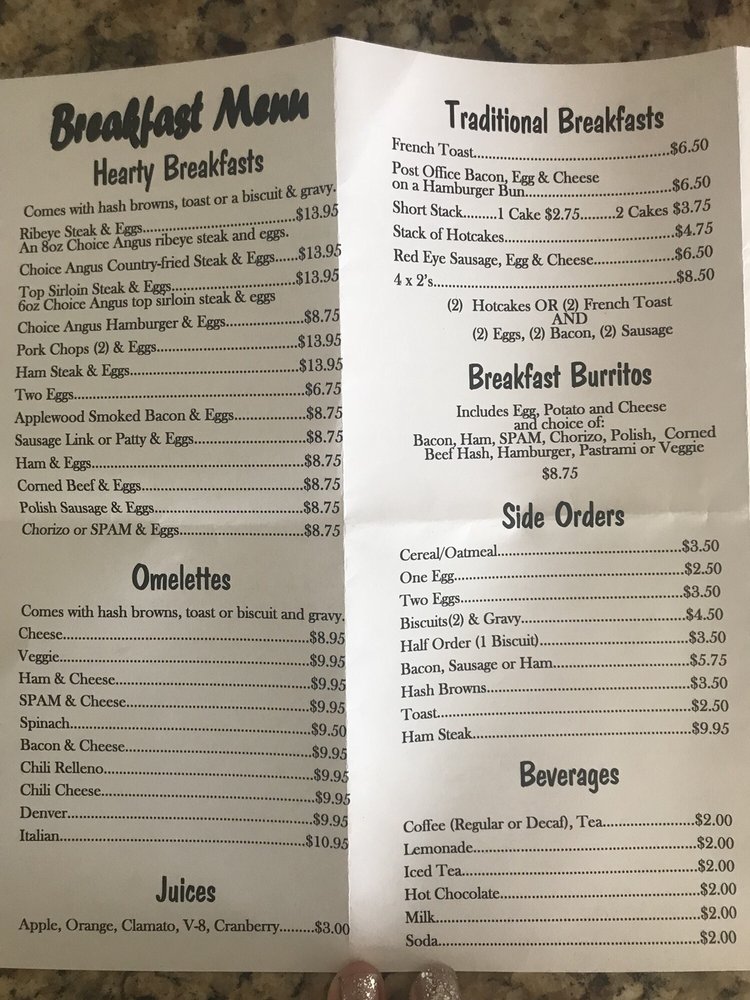 Breakfast Menu
Hearty Breakfasts
Comes with hash browns, toast or a biscuit & gravy.
Ribeye Steak & Eggs...............................$13.95
An 8oz Choice Angus ribeye steak and eggs.
Choice Angus Country-fried Steak & Eggs......$13.95
Top Sirloin Steak & Eggs............................$13.95
6oz Choice Angus top sirloin steak & eggs
Choice Angus Hamburger & Eggs....................$8.75
Pork Chops (2) & Eggs...............................$13.95
Ham Steak & Eggs....................................$13.95
Two Eggs..................................................$6.75
Applewood Smoked Bacon & Eggs..................$8.75
Sausage Link or Patty & Eggs........................$8.75
Ham & Eggs..............................................$8.75
Corned Beef & Eggs....................................$8.75
Polish Sausage & Eggs.................................$8.75
Chorizo or SPAM & Eggs.............................$8.75
Omelettes
Comes with hash browns, toast or biscuit and gravy.
Cheese.....................................................$8.95
Veggie......................................................$9.95
Ham & Cheese...........................................$9.95
SPAM & Cheese.........................................$9.95
Spinach....................................................$9.50
Bacon & Cheese.........................................$9.95
Chili Relleno.............................................$9.95
Chili Cheese..............................................$9.95
Denver.....................................................$9.95
Italian......................................................$10.95
Juices
Apple, Orange, Clamato, V-8, Cranberry.........$3.00
Traditional Breakfasts
French Toast............................................$6.50
Post Office Bacon, Egg & Cheese
on a Hamburger Bun.................................$6.50
Short Stack.........1 Cake $2.75.........2 Cakes $3.75
Stack of Hotcakes......................................$4.75
Red Eye Sausage, Egg & Cheese...................$6.50
4 x 2's.....................................................$8.50
(2) Hotcakes OR (2) French Toast
AND
(2) Eggs, (2) Bacon, (2) Sausage
Breakfast Burritos
Includes Egg, Potato and Cheese
and choice of:
Bacon, Ham, SPAM, Chorizo, Polish, Corned
Beef Hash, Hamburger, Pastrami or Veggie
$8.75
Side Orders
Cereal/Oatmeal.........................................$3.50
One Egg..................................................$2.50
Two Eggs.................................................$3.50
Biscuits(2) & Gravy....................................$4.50
Half Order (1 Biscuit).................................$3.50
Bacon, Sausage or Ham..............................$5.75
Hash Browns............................................$3.50
Toast......................................................$2.50
Ham Steak...............................................$9.95
Beverages
Coffee (Regular or Decaf), Tea....................$2.00
Lemonade................................................$2.00
Iced Tea..................................................$2.00
Hot Chocolate..........................................$2.00
Milk.......................................................$2.00
Soda.......................................................$2.00